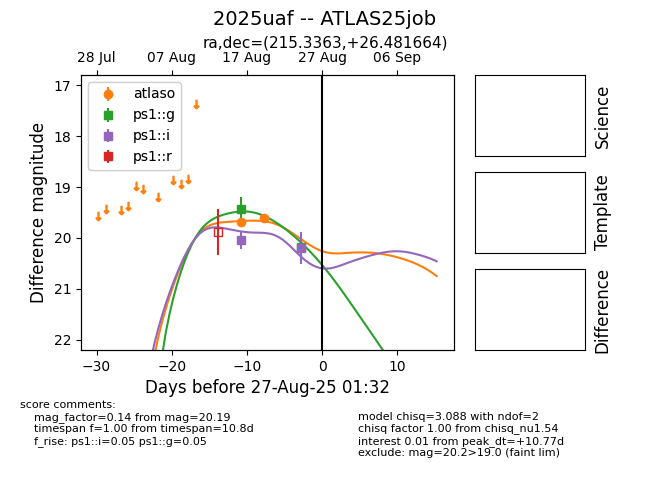 2025uaf -- ATLAS25job
ra,dec=(215.3363,+26.481664)
28 Jul 07 Aug 17 Aug 27 Aug 06 Sep
atlaso
ps1::g
ps1::i
ps1::r
17
18
19
20
21
22
Difference magnitude
−30 −20 −10 0 10
Days before 27-Aug-25 01:32
Science
Template
Difference
score comments:
mag_factor=0.14 from mag=20.19
timespan f=1.00 from timespan=10.8d
f_rise: ps1::i=0.05 ps1::g=0.05
model chisq=3.088 with ndof=2
chisq factor 1.00 from chisq_nu1.54
interest 0.01 from peak_dt=+10.77d
exclude: mag=20.2>19.0 (faint lim)